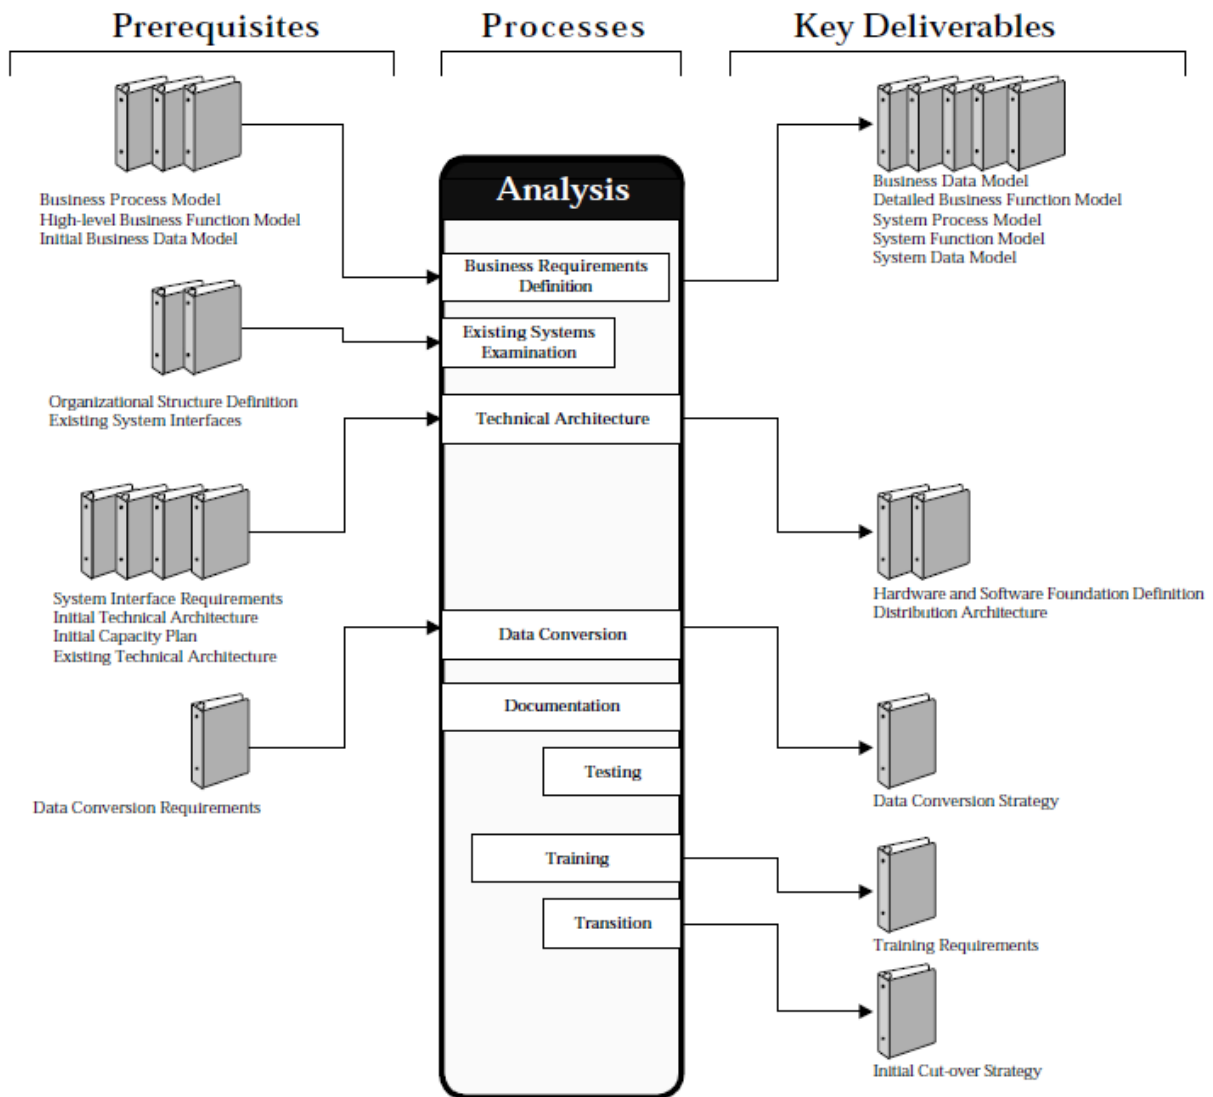 Prerequisites
Processes
Key Deliverables
Business Process Model
High-level Business Function Model
Initial Business Data Model
Organizational Structure Definition
Existing System Interfaces
System Interface Requirements
Initial Technical Architecture
Initial Capacity Plan
Existing Technical Architecture
Data Conversion Requirements
Analysis
Business Requirements
Definition
Existing Systems
Examination
Technical Architecture
Data Conversion
Documentation
Testing
Training
Transition
Business Data Model
Detailed Business Function Model
System Process Model
System Function Model
System Data Model
Hardware and Software Foundation Definition
Distribution Architecture
Data Conversion Strategy
Training Requirements
Initial Cut-over Strategy